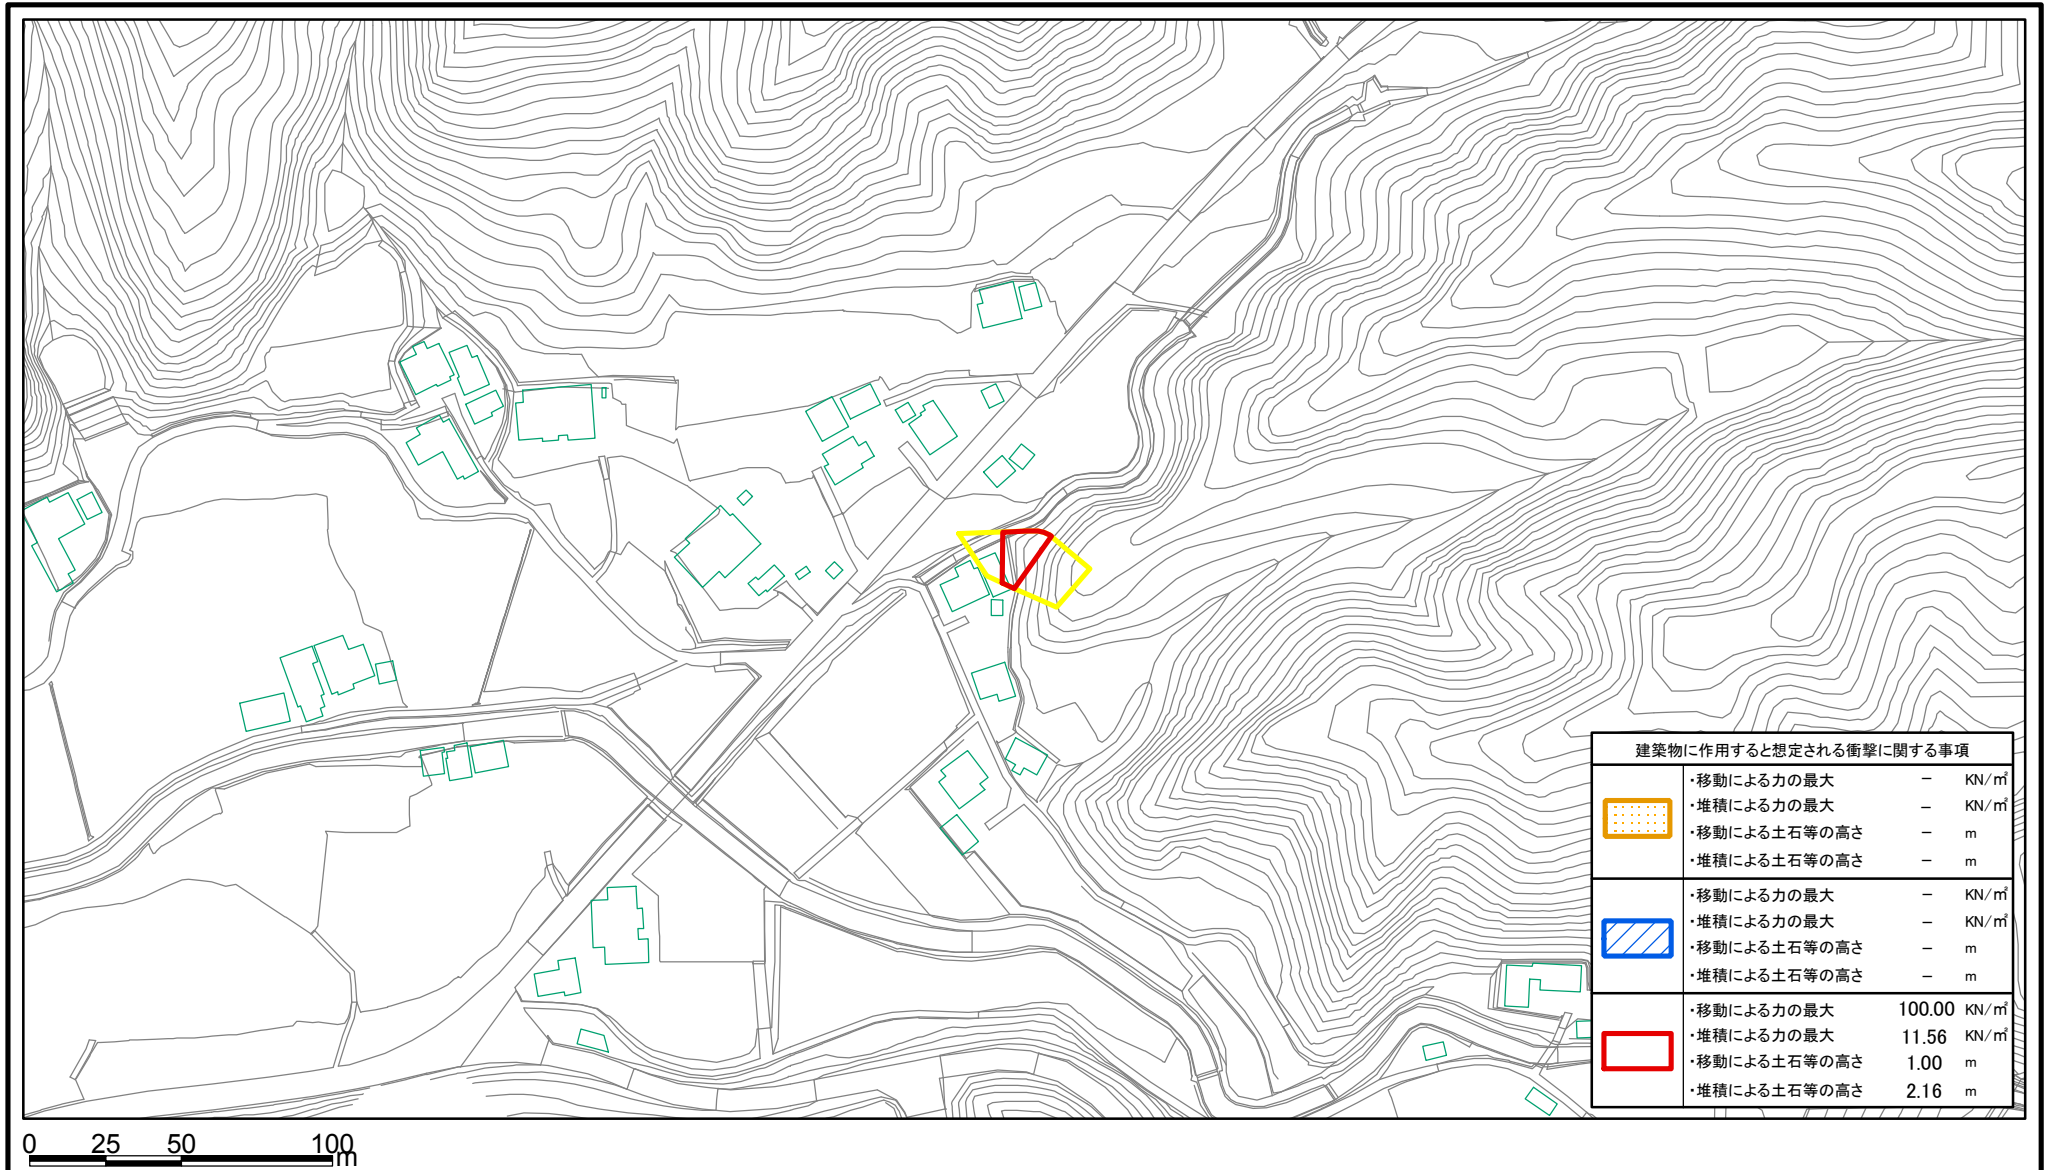 建築物に作用すると想定される衝撃に関する事項
・移動による力の最大 － KN/㎡
・堆積による力の最大 － KN/㎡
・移動による土石等の高さ － m
・堆積による土石等の高さ － m
・移動による力の最大 － KN/㎡
・堆積による力の最大 － KN/㎡
・移動による土石等の高さ － m
・堆積による土石等の高さ － m
・移動による力の最大 100.00 KN/㎡
・堆積による力の最大 11.56 KN/㎡
・移動による土石等の高さ 1.00 m
・堆積による土石等の高さ 2.16 m
0 25 50 100
m